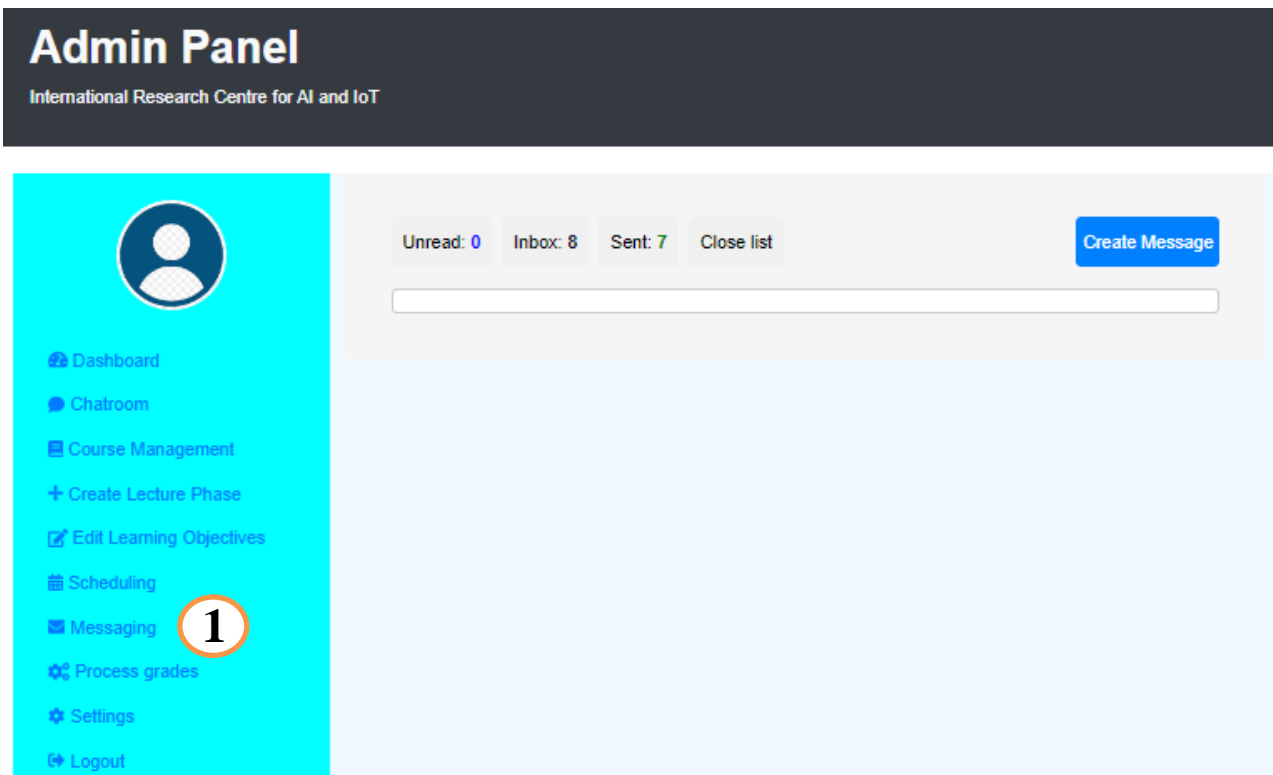 Admin Panel
International Research Centre for AI and IoT
Unread: 0 Inbox: 8 Sent: 7 Close list Create Message
Dashboard
Chatroom
Course Management
Create Lecture Phase
Edit Learning Objectives
Scheduling
Messaging 1
Process grades
Settings
Logout